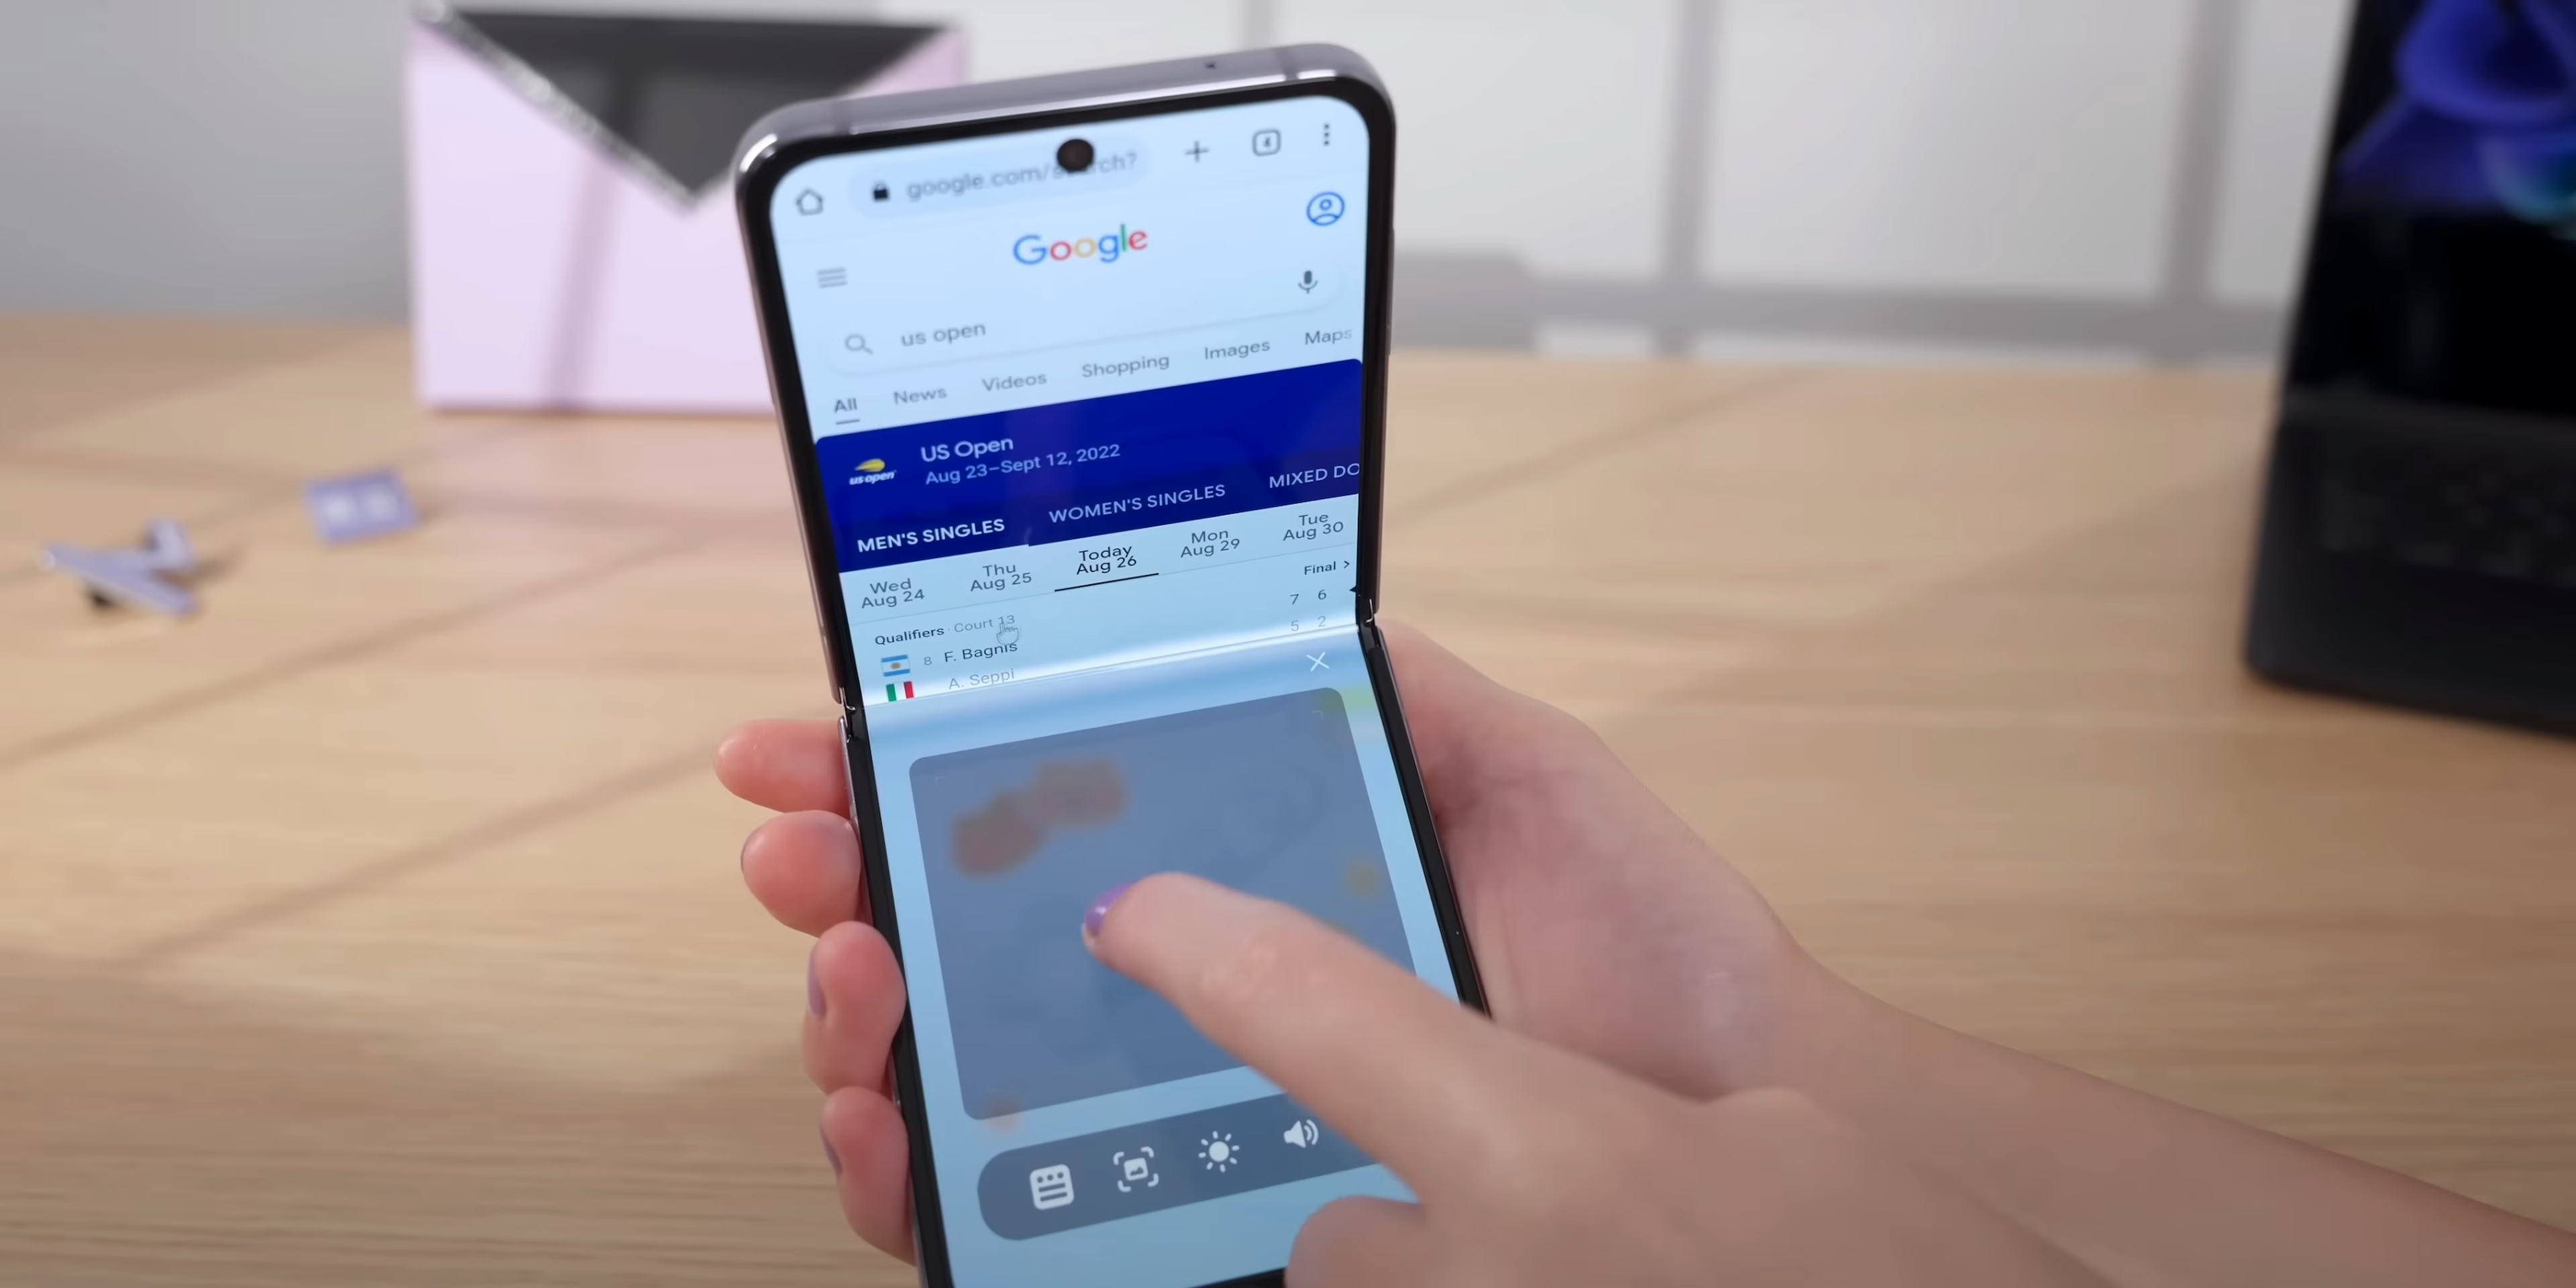 google.com/search?
4
Google
us open
All News Videos Shopping Images Maps
us open
US Open
Aug 23–Sept 12, 2022
MEN'S SINGLES WOMEN'S SINGLES MIXED DO
Wed Aug 24
Thu Aug 25
Today Aug 26
Mon Aug 29
Tue Aug 30
Qualifiers · Court 13 Final >
8 F. Bagnis 7 6
A. Seppi 5 2